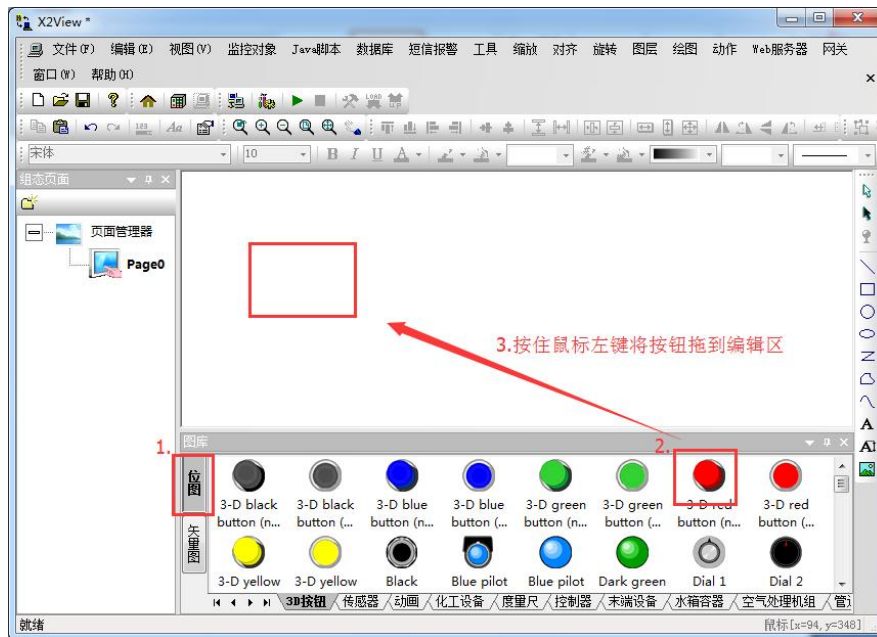 X2View *
文件(F) 编辑(E) 视图(V) 监控对象 Java脚本 数据库 短信报警 工具 缩放 对齐 旋转 图层 绘图 动作 Web服务器 网关
窗口(W) 帮助(H)
宋体 10 B I U A
组态页面
页面管理器
Page0
3.按住鼠标左键将按钮拖到编辑区
1.
图库
2.
位图
矢量图
3-D black button (n...
3-D black button (...
3-D blue button (n...
3-D blue button (...
3-D green button (n...
3-D green button (...
3-D red button (n...
3-D red button (...
3-D yellow
3-D yellow
Black
Blue pilot
Blue pilot
Dark green
Dial 1
Dial 2
3D按钮 传感器 动画 化工设备 度量尺 控制器 末端设备 水箱容器 空气处理机组
就绪
鼠标[x=94, y=348]